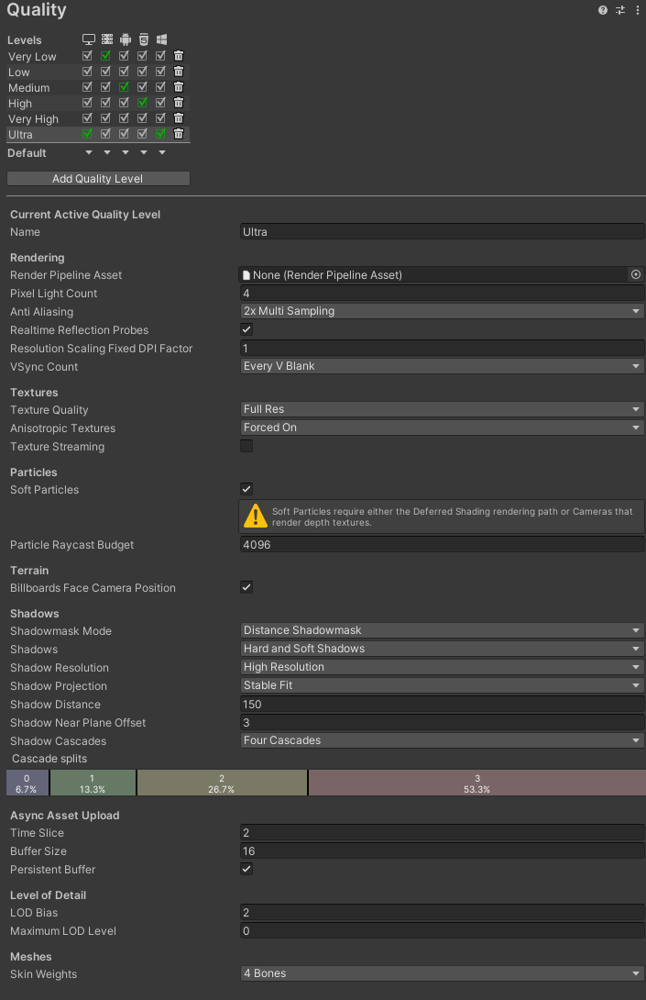 Quality
Levels
Very Low
Low
Medium
High
Very High
Ultra
Default
Add Quality Level
Current Active Quality Level
Name Ultra
Rendering
Render Pipeline Asset None (Render Pipeline Asset)
Pixel Light Count 4
Anti Aliasing 2x Multi Sampling
Realtime Reflection Probes
Resolution Scaling Fixed DPI Factor 1
VSync Count Every V Blank
Textures
Texture Quality Full Res
Anisotropic Textures Forced On
Texture Streaming
Particles
Soft Particles
Soft Particles require either the Deferred Shading rendering path or Cameras that
render depth textures.
Particle Raycast Budget 4096
Terrain
Billboards Face Camera Position
Shadows
Shadowmask Mode Distance Shadowmask
Shadows Hard and Soft Shadows
Shadow Resolution High Resolution
Shadow Projection Stable Fit
Shadow Distance 150
Shadow Near Plane Offset 3
Shadow Cascades Four Cascades
Cascade splits
0 1 2 3
6.7% 13.3% 26.7% 53.3%
Async Asset Upload
Time Slice 2
Buffer Size 16
Persistent Buffer
Level of Detail
LOD Bias 2
Maximum LOD Level 0
Meshes
Skin Weights 4 Bones